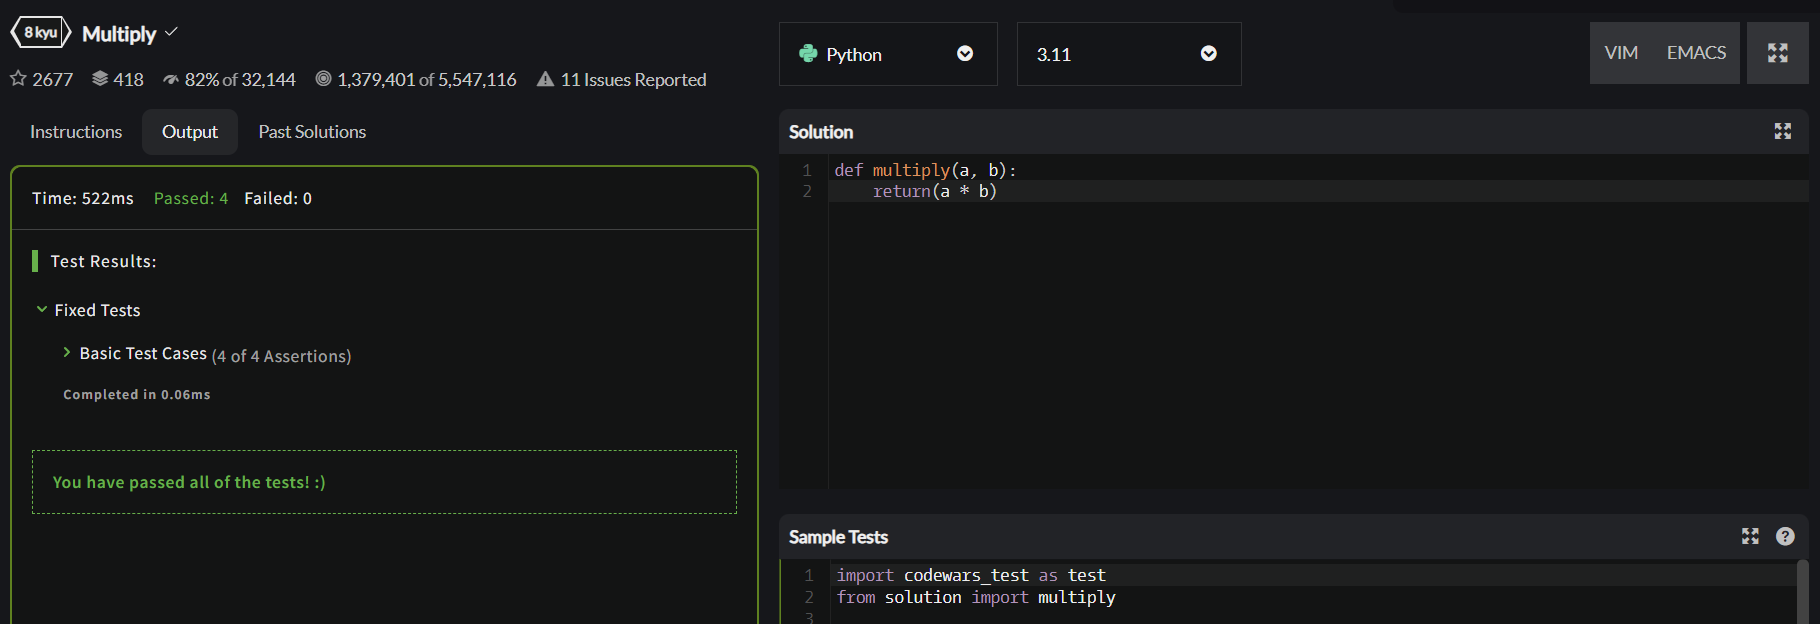 8 kyu Multiply
2677 418 82% of 32,144 1,379,401 of 5,547,116 11 Issues Reported
Instructions Output Past Solutions
Time: 522ms Passed: 4 Failed: 0
Test Results:
Fixed Tests
Basic Test Cases (4 of 4 Assertions)
Completed in 0.06ms
You have passed all of the tests! :)
Python 3.11 VIM EMACS
Solution
1 def multiply(a, b):
2 return(a * b)
Sample Tests
1 import codewars_test as test
2 from solution import multiply
3